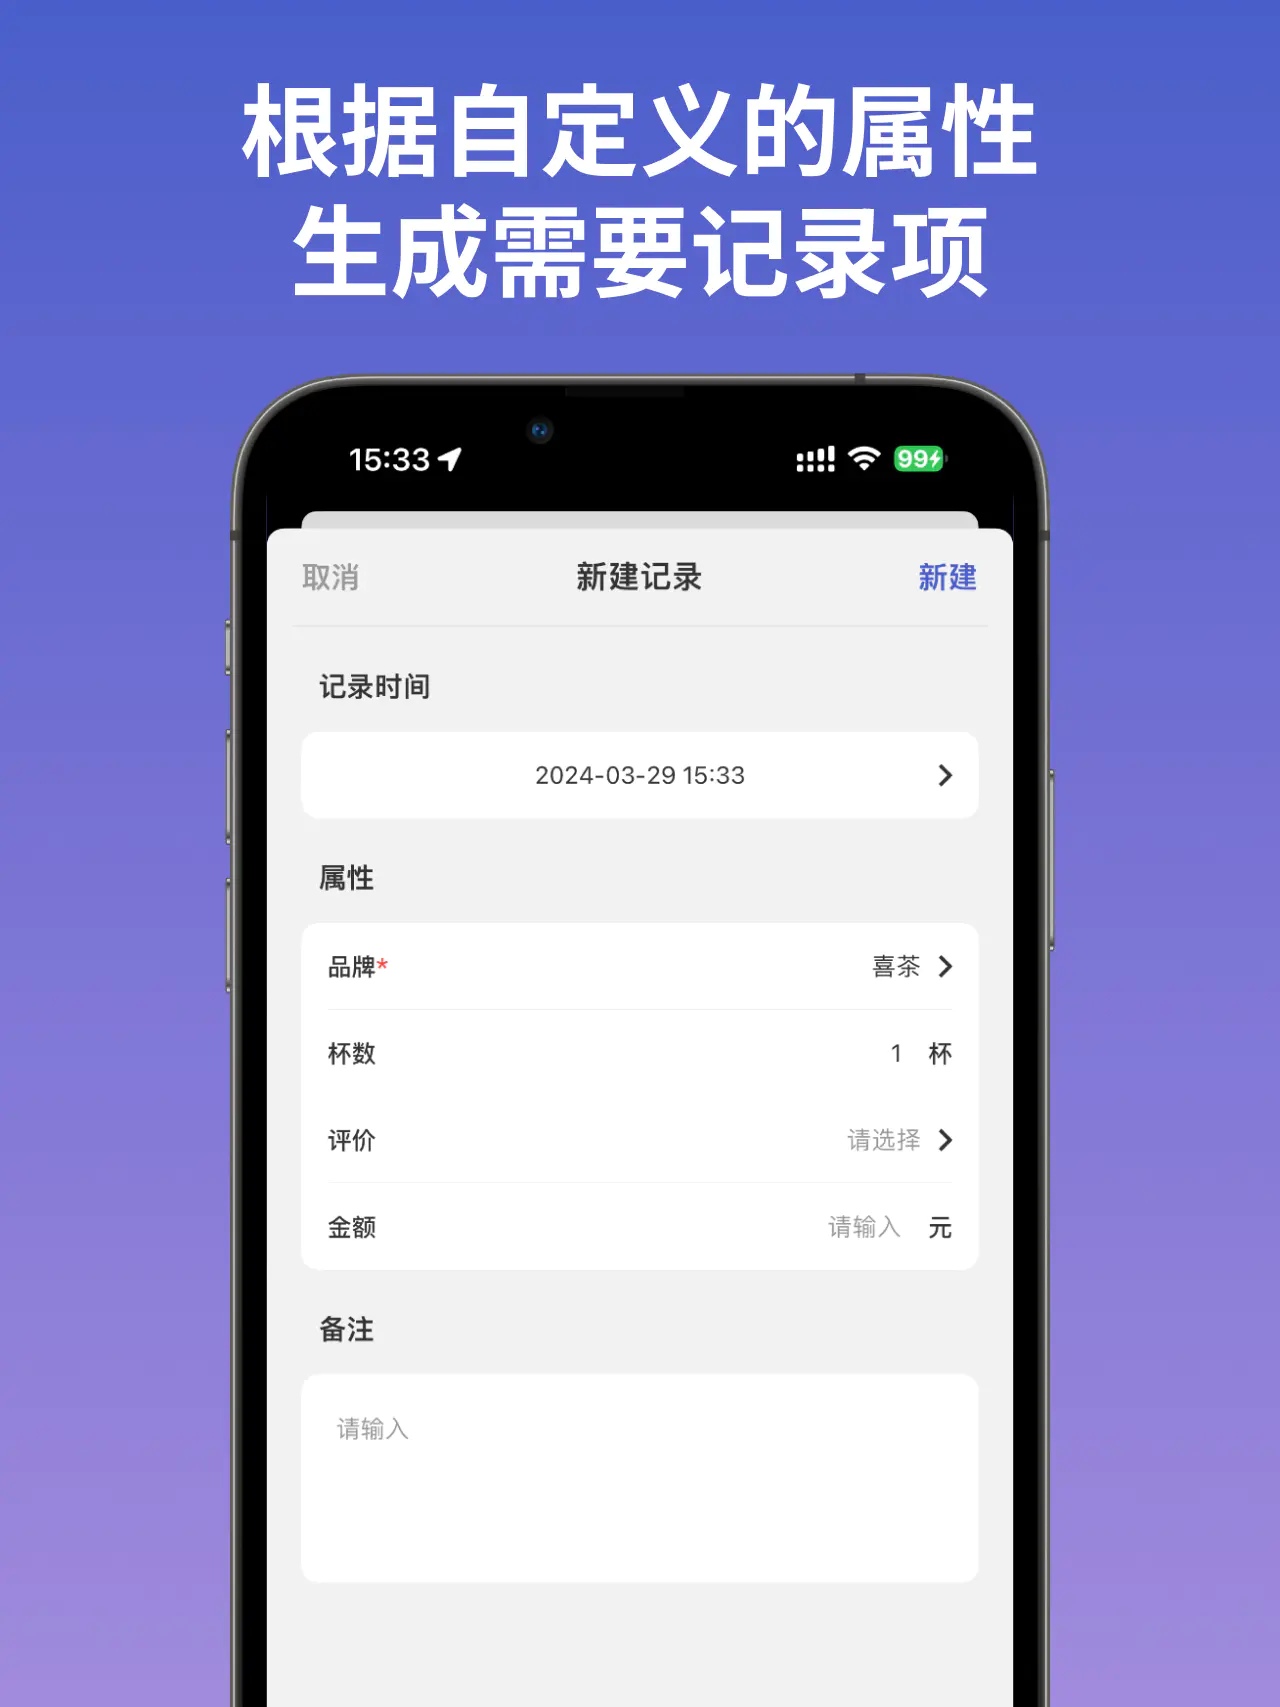 根据自定义的属性
生成需要记录项
15:33 99
取消 新建记录 新建
记录时间
2024-03-29 15:33
属性
品牌* 喜茶
杯数 1 杯
评价 请选择
金额 请输入 元
备注
请输入